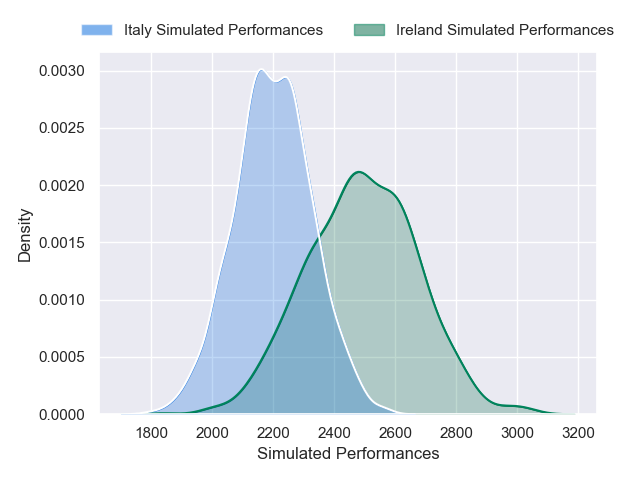 Italy Simulated Performances Ireland Simulated Performances
0.0030
0.0025
0.0020
0.0015
0.0010
0.0005
0.0000
Density
1800 2000 2200 2400 2600 2800 3000 3200
Simulated Performances